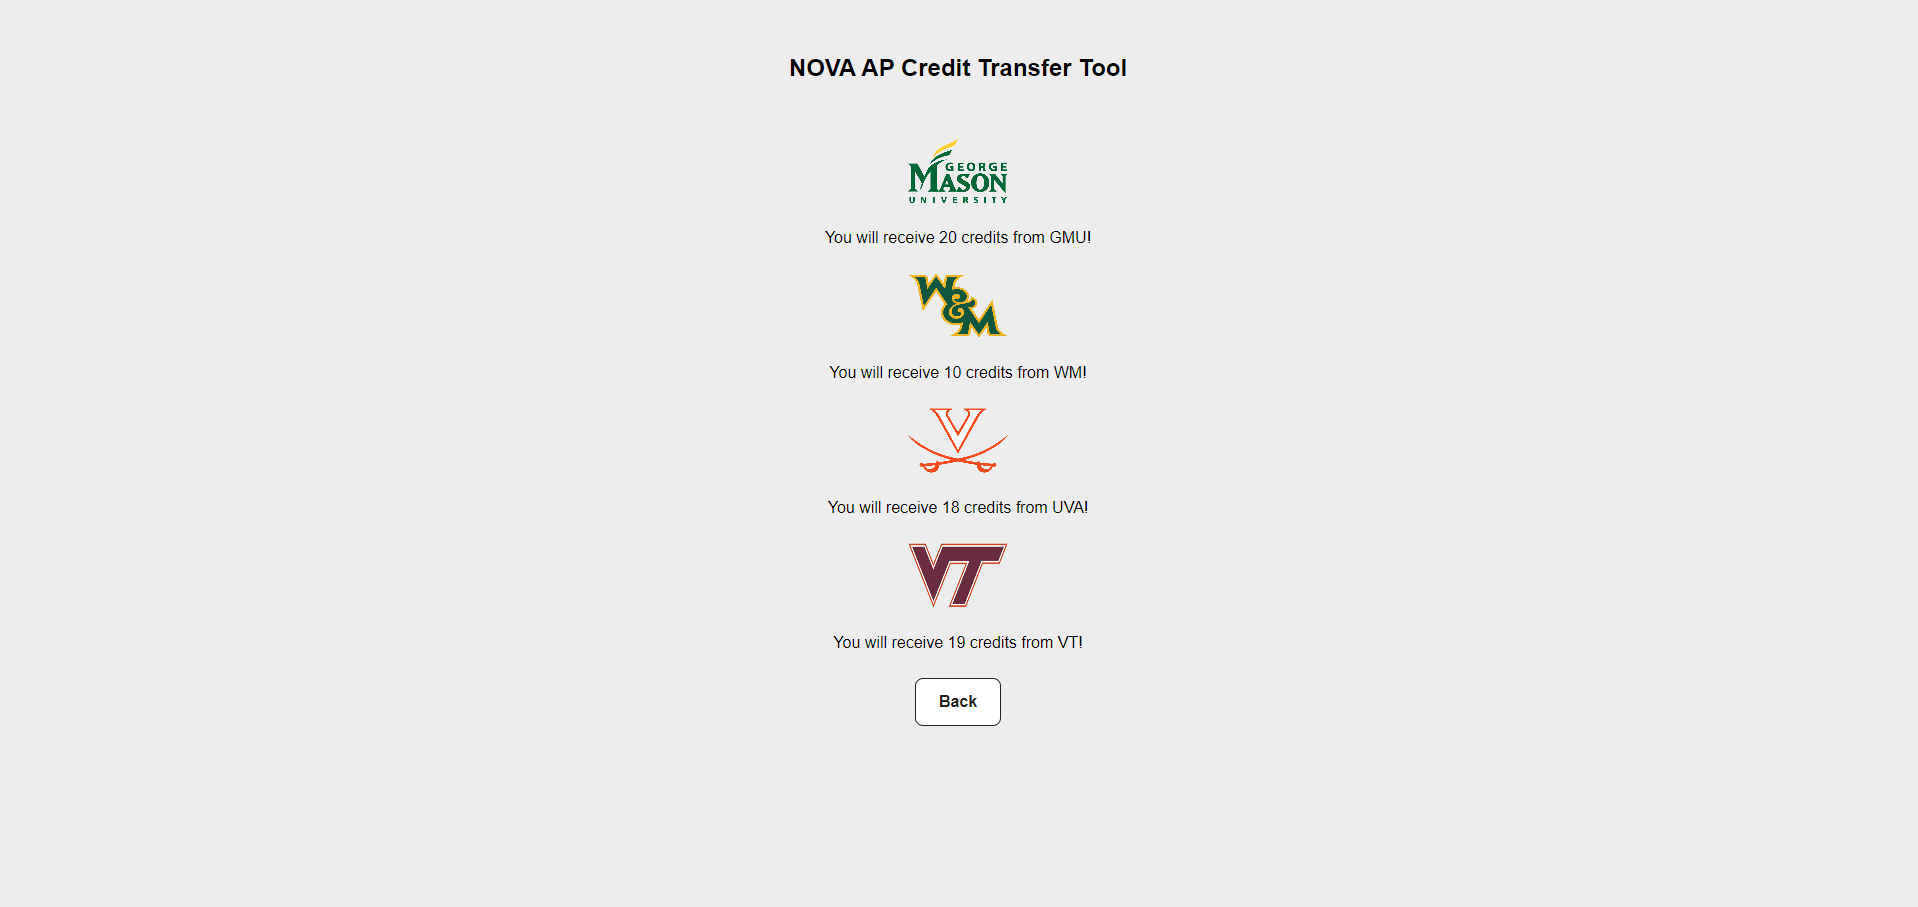 NOVA AP Credit Transfer Tool
GEORGE
MASON
UNIVERSITY
You will receive 20 credits from GMU!
W&M
You will receive 10 credits from WM!
V
You will receive 18 credits from UVA!
VT
You will receive 19 credits from VT!
Back